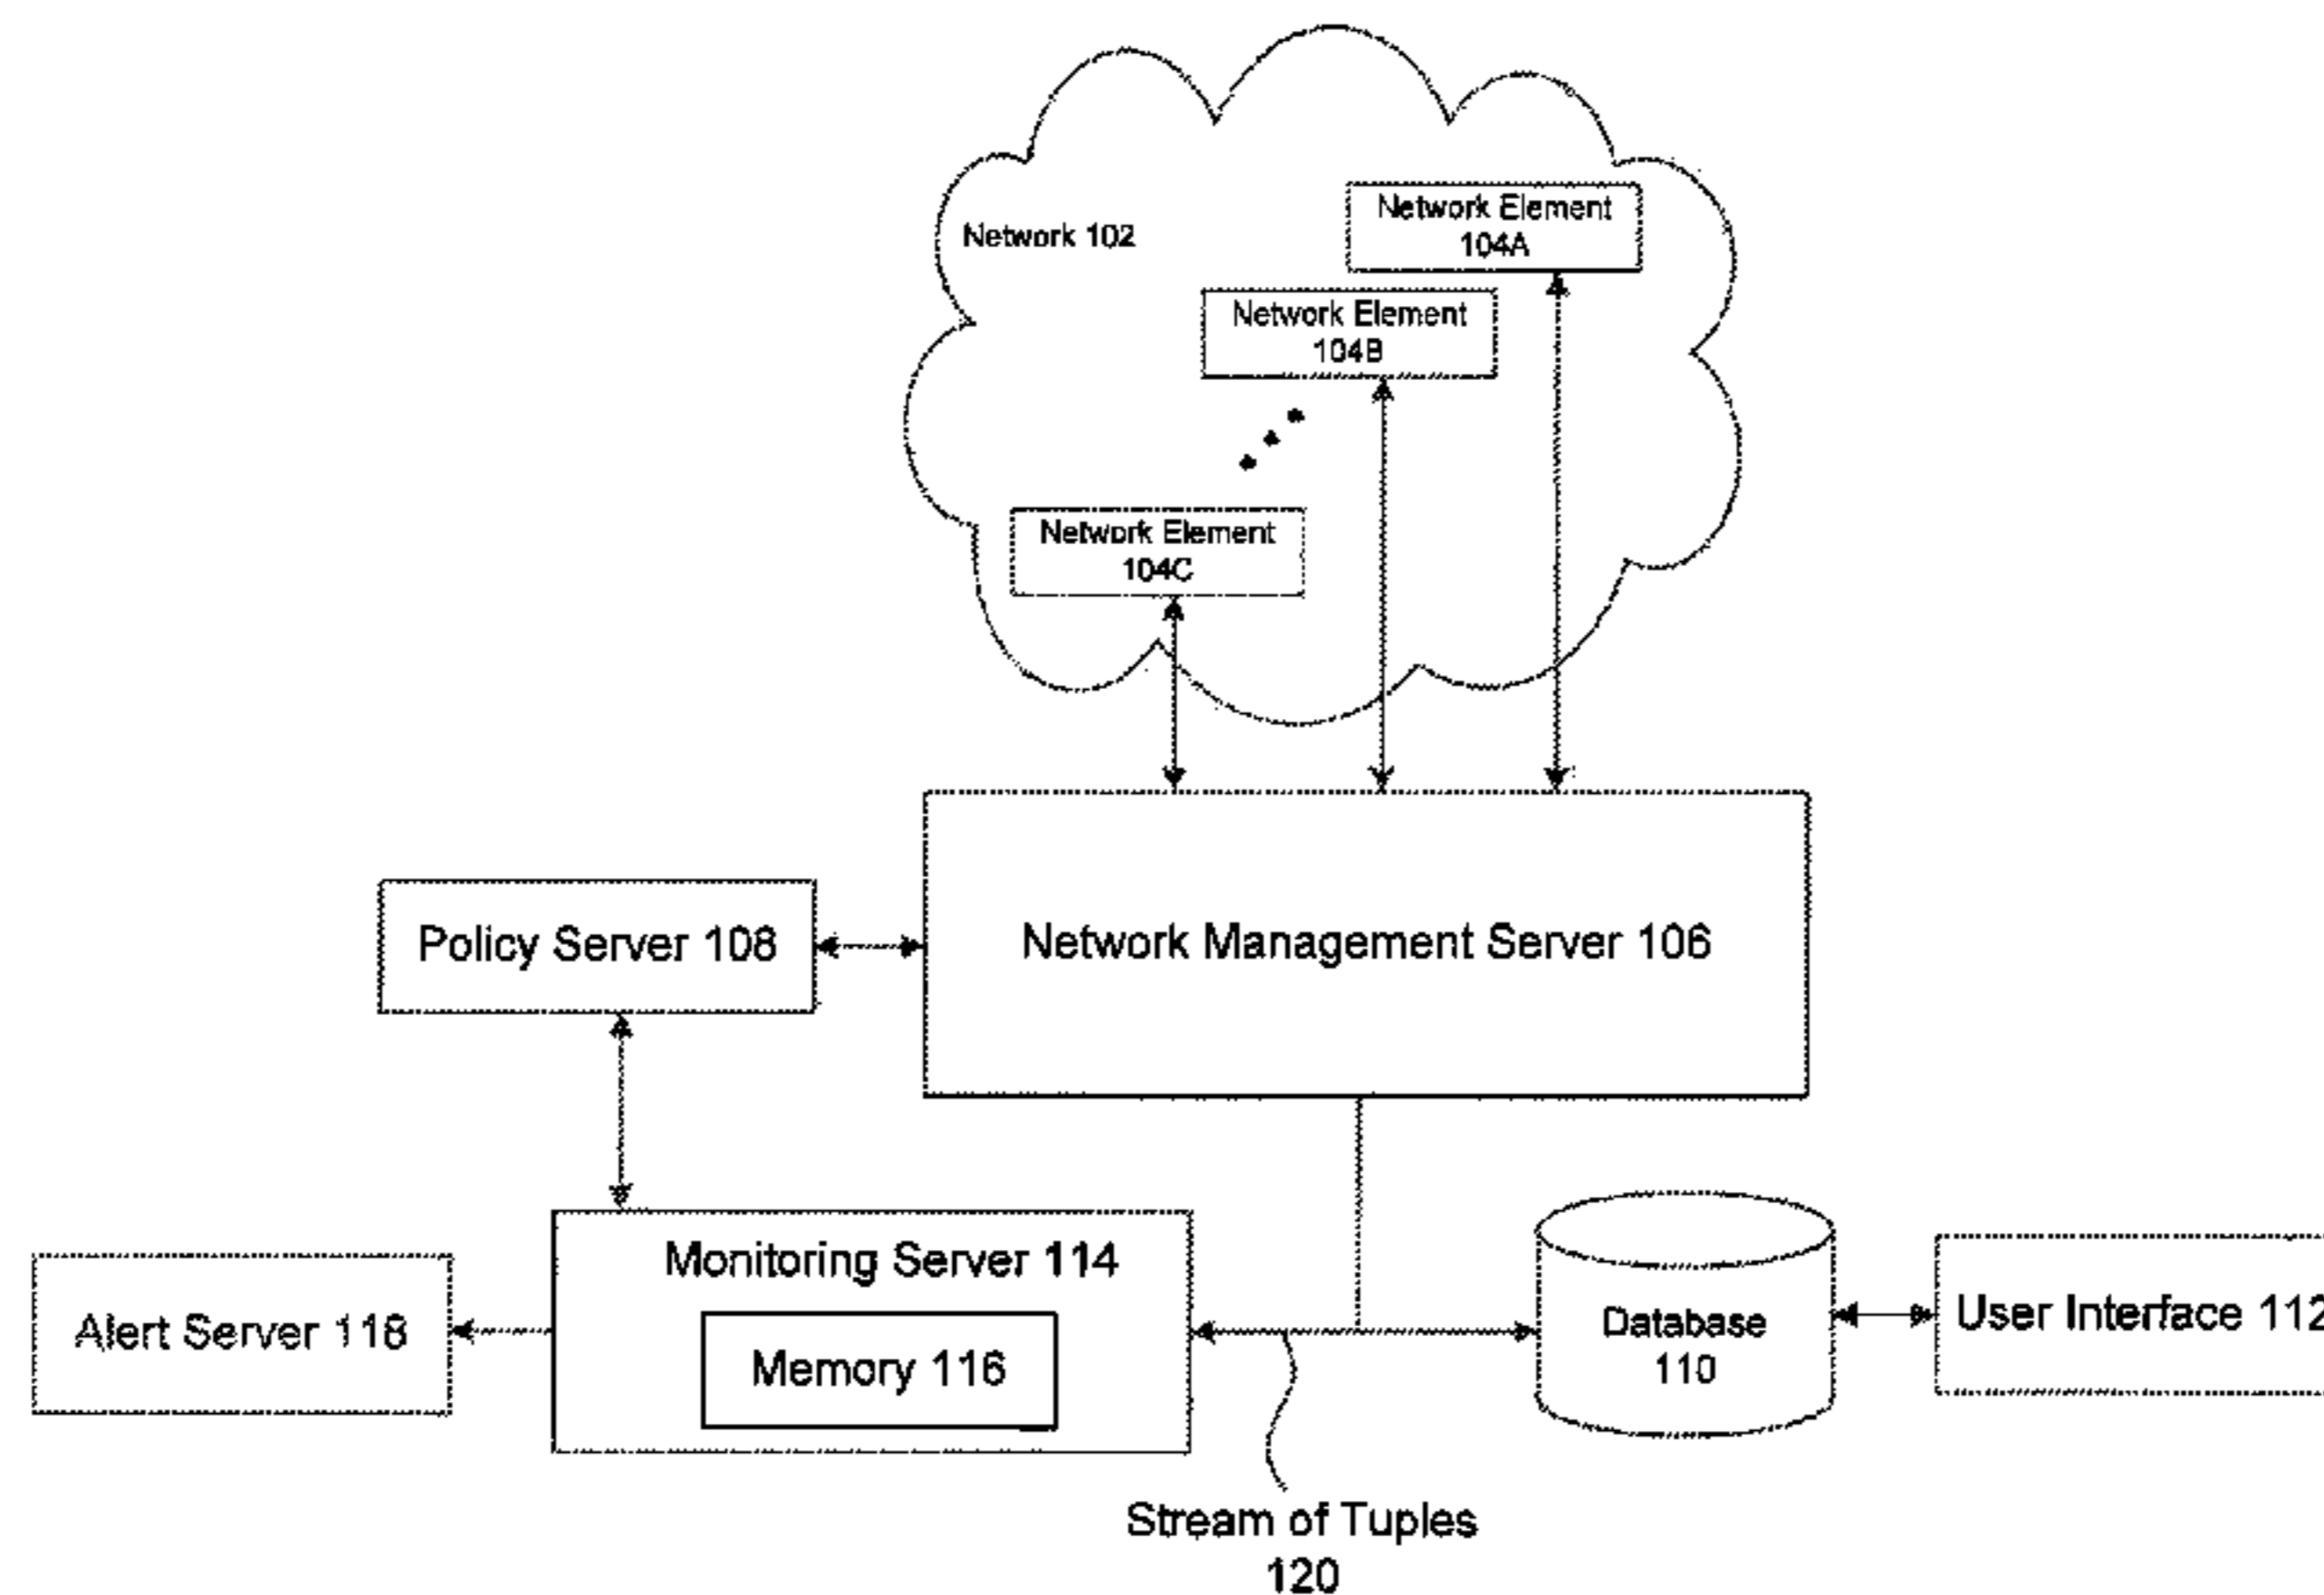 Network 102
Network Element
104A
Network Element
104B
Network Element
104C
Policy Server 108
Network Management Server 106
Monitoring Server 114
Memory 116
Alert Server 118
Database
110
User Interface 112
Stream of Tuples
120